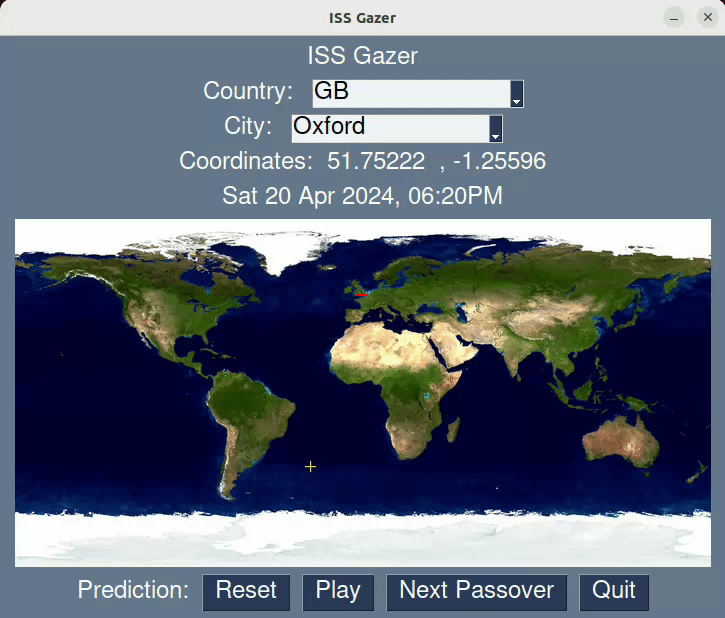 ISS Gazer
ISS Gazer
Country: GB
City: Oxford
Coordinates: 51.75222 , -1.25596
Sat 20 Apr 2024, 06:20PM
Prediction: Reset Play Next Passover Quit